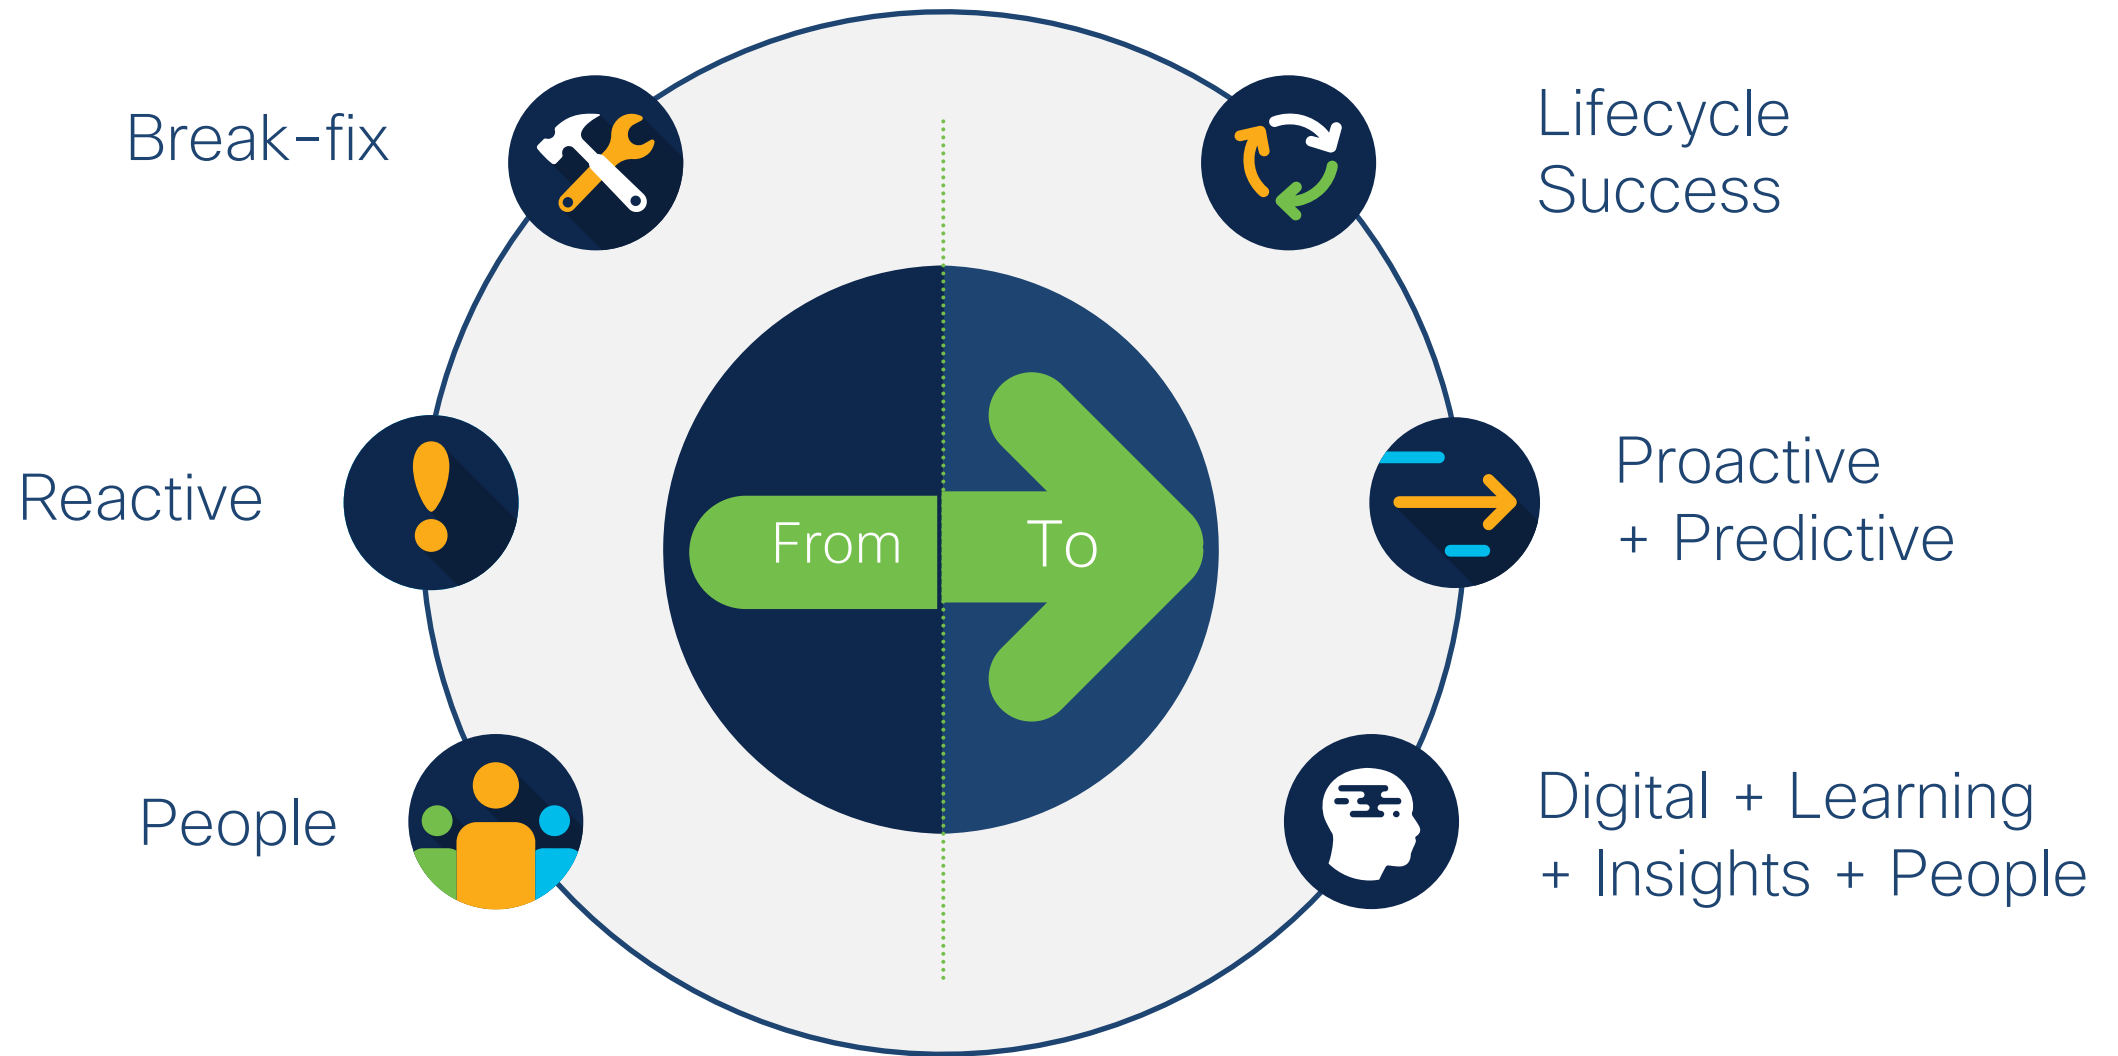 Break-fix
Reactive
People
From
To
Lifecycle
Success
Proactive
+ Predictive
Digital + Learning
+ Insights + People